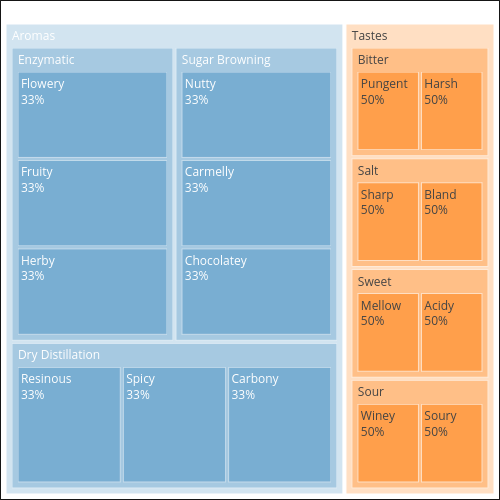 Aromas
Enzymatic
Flowery
33%
Fruity
33%
Herby
33%
Sugar Browning
Nutty
33%
Carmelly
33%
Chocolatey
33%
Dry Distillation
Resinous
33%
Spicy
33%
Carbony
33%
Tastes
Bitter
Pungent
50%
Harsh
50%
Salt
Sharp
50%
Bland
50%
Sweet
Mellow
50%
Acidy
50%
Sour
Winey
50%
Soury
50%